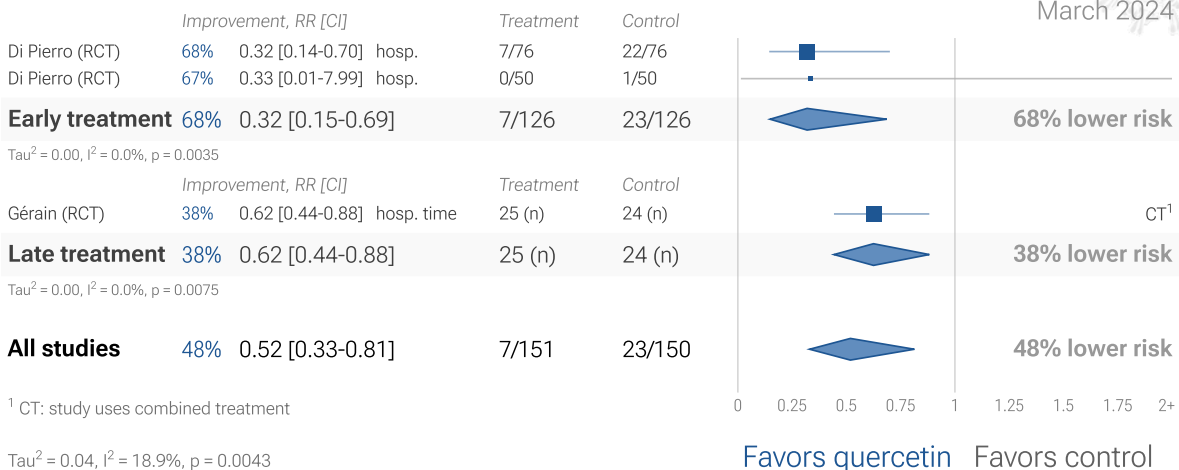 March 2024
Improvement, RR [CI] Treatment Control
Di Pierro (RCT) 68% 0.32 [0.14-0.70] hosp. 7/76 22/76
Di Pierro (RCT) 67% 0.33 [0.01-7.99] hosp. 0/50 1/50
Early treatment 68% 0.32 [0.15-0.69] 7/126 23/126 68% lower risk
Tau² = 0.00, I² = 0.0%, p = 0.0035
Improvement, RR [CI] Treatment Control
Gérain (RCT) 38% 0.62 [0.44-0.88] hosp. time 25 (n) 24 (n) CT¹
Late treatment 38% 0.62 [0.44-0.88] 25 (n) 24 (n) 38% lower risk
Tau² = 0.00, I² = 0.0%, p = 0.0075
All studies 48% 0.52 [0.33-0.81] 7/151 23/150 48% lower risk
0 0.25 0.5 0.75 1 1.25 1.5 1.75 2+
¹ CT: study uses combined treatment
Tau² = 0.04, I² = 18.9%, p = 0.0043
Favors quercetin Favors control